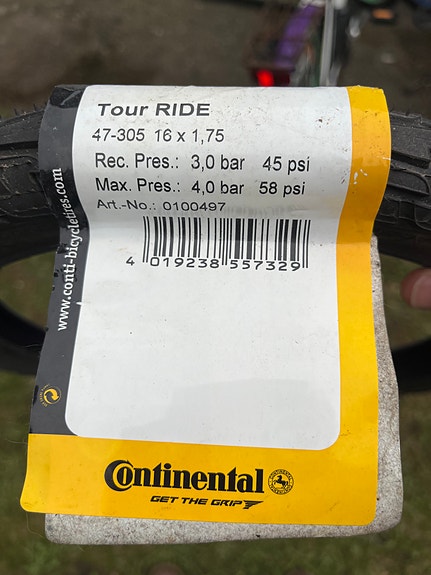 Tour RIDE
47-305 16 x 1,75
Rec. Pres.: 3,0 bar 45 psi
Max. Pres.: 4,0 bar 58 psi
Art.-No.: 0100497
4 019238 557329
www.conti-bicycletires.com
Continental
GET THE GRIP